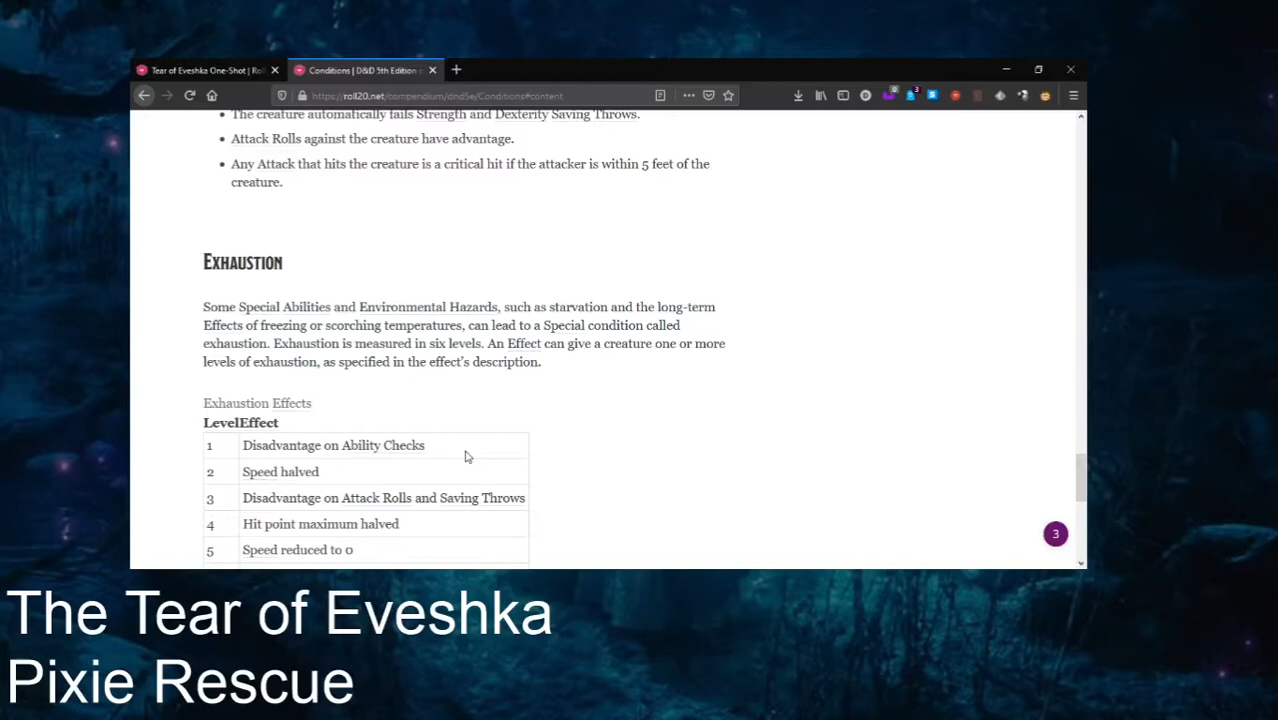 Tear of Eveshka One-Shot | Roll
Conditions | D&D 5th Edition
https://roll20.net/compendium/dnd5e/Conditions#content
0
3
The creature automatically fails Strength and Dexterity Saving Throws.
Attack Rolls against the creature have advantage.
Any Attack that hits the creature is a critical hit if the attacker is within 5 feet of the
creature.
EXHAUSTION
Some Special Abilities and Environmental Hazards, such as starvation and the long-term
Effects of freezing or scorching temperatures, can lead to a Special condition called
exhaustion. Exhaustion is measured in six levels. An Effect can give a creature one or more
levels of exhaustion, as specified in the effect's description.
Exhaustion Effects
LevelEffect
1 Disadvantage on Ability Checks
2 Speed halved
3 Disadvantage on Attack Rolls and Saving Throws
4 Hit point maximum halved
5 Speed reduced to 0
3
The Tear of Eveshka
Pixie Rescue